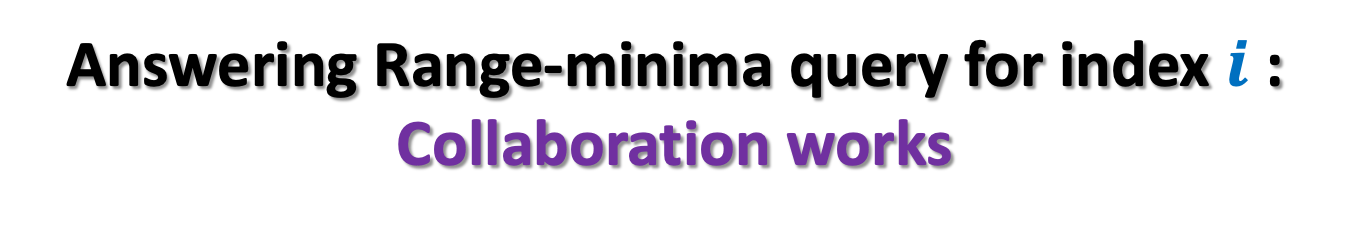 Answering Range-minima query for index i :
Collaboration works